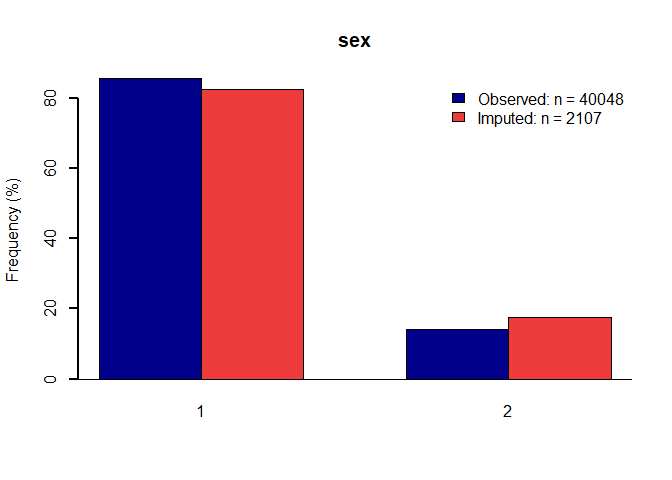 sex
Observed: n = 40048
Imputed: n = 2107
Frequency (%)
80
60
40
20
0
1
2